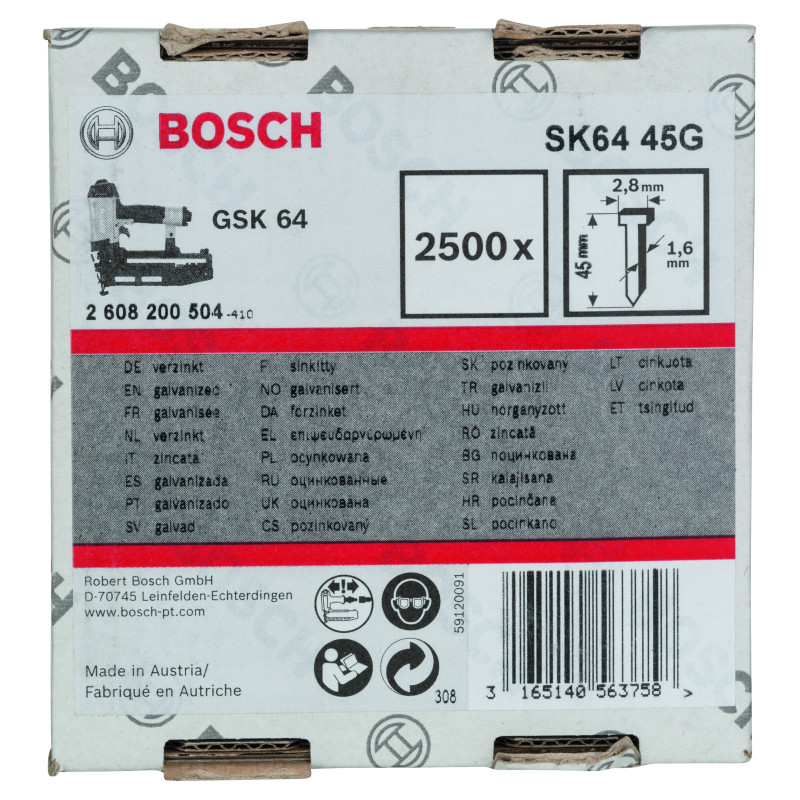 BOSCH
SK64 45G
GSK 64
2 608 200 504 -410
2500 x
2,8 mm
45 mm
1,6 mm
DE verzinkt
EN galvanized
FR galvanisée
NL verzinkt
IT zincata
ES galvanizada
PT galvanizado
SV galvad
F sinkitty
NO galvanisert
DA forzinket
EL επιψευδαργυρωμένη
PL ocynkowana
RU оцинкованные
UK оцинкована
CS pozinkovaný
SK pozinkovaný
TR galvanizli
HU horganyzott
RO zincată
BG поцинкована
SR kalajisana
HR pocinčana
SL pocinkano
LT cinkuota
LV cinkota
ET tsingitud
Robert Bosch GmbH
D-70745 Leinfelden-Echterdingen
www.bosch-pt.com
Made in Austria/
Fabriqué en Autriche
59120091
308
3 165140 563758 >